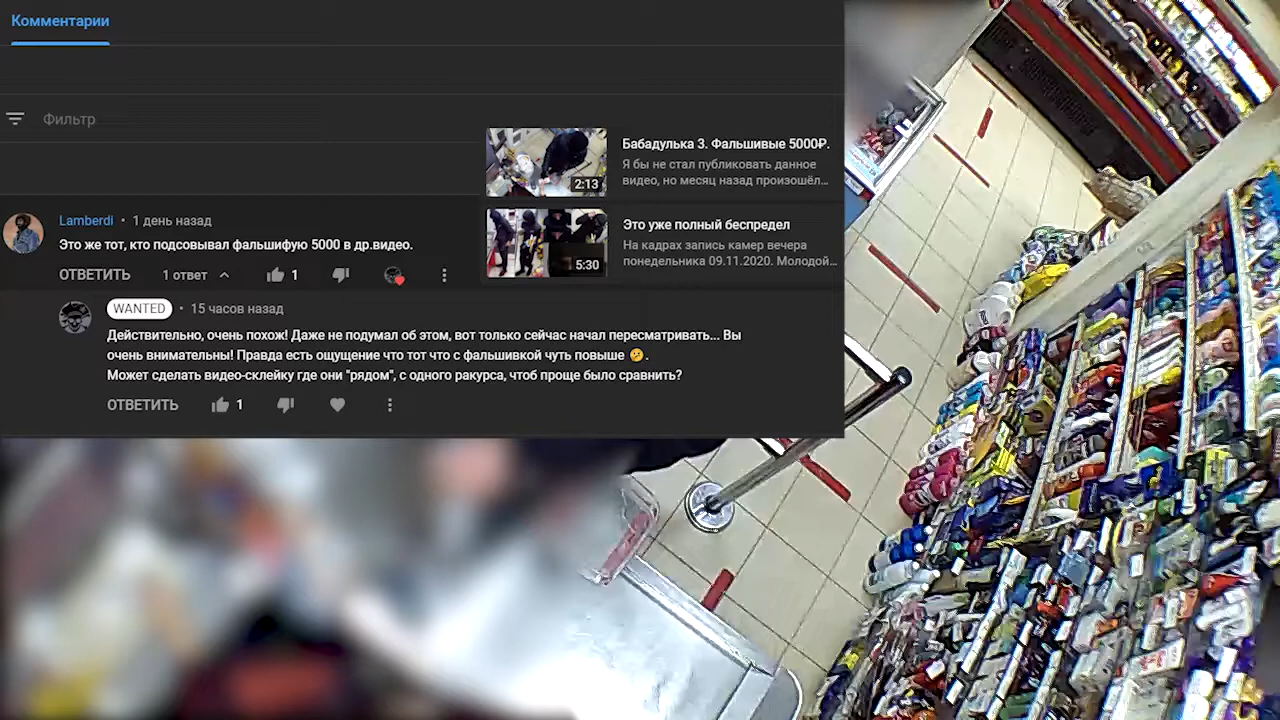 Комментарии
Фильтр
Бабадулька 3. Фальшивые 5000₽.
Я бы не стал публиковать данное
видео, но месяц назад произошёл...
2:13
Lamberdi • 1 день назад
Это же тот, кто подсовывал фальшифую 5000 в др.видео.
Это уже полный беспредел
На кадрах запись камер вечера
понедельника 09.11.2020. Молодой...
5:30
ОТВЕТИТЬ 1 ответ 1
WANTED • 15 часов назад
Действительно, очень похож! Даже не подумал об этом, вот только сейчас начал пересматривать... Вы
очень внимательны! Правда есть ощущение что тот что с фальшивкой чуть повыше 🤔.
Может сделать видео-склейку где они "рядом", с одного ракурса, чтоб проще было сравнить?
ОТВЕТИТЬ 1